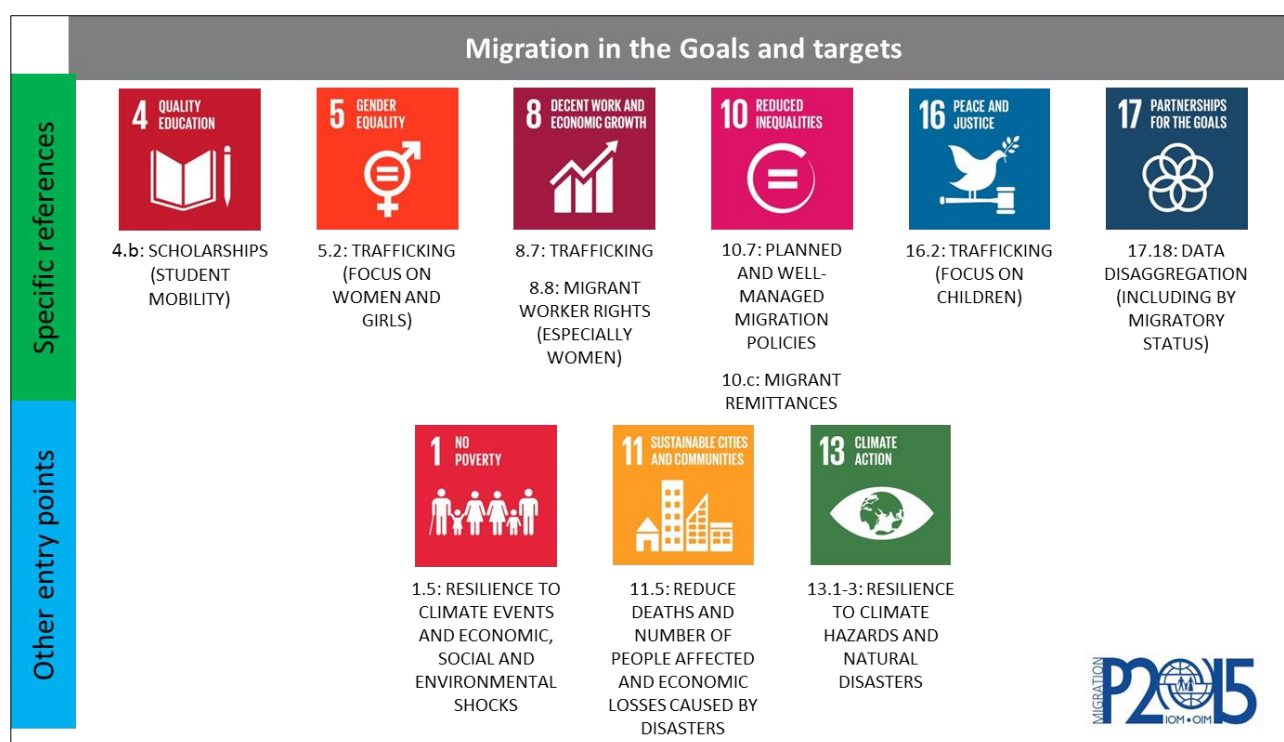 Migration in the Goals and targets
Specific references
4 QUALITY
EDUCATION
4.b: SCHOLARSHIPS
(STUDENT
MOBILITY)
5 GENDER
EQUALITY
5.2: TRAFFICKING
(FOCUS ON
WOMEN AND
GIRLS)
8 DECENT WORK AND
ECONOMIC GROWTH
8.7: TRAFFICKING
8.8: MIGRANT
WORKER RIGHTS
(ESPECIALLY
WOMEN)
10 REDUCED
INEQUALITIES
10.7: PLANNED
AND WELL-
MANAGED
MIGRATION
POLICIES
10.c: MIGRANT
REMITTANCES
16 PEACE AND
JUSTICE
16.2: TRAFFICKING
(FOCUS ON
CHILDREN)
17 PARTNERSHIPS
FOR THE GOALS
17.18: DATA
DISAGGREGATION
(INCLUDING BY
MIGRATORY
STATUS)
Other entry points
1 NO
POVERTY
1.5: RESILIENCE TO
CLIMATE EVENTS
AND ECONOMIC,
SOCIAL AND
ENVIRONMENTAL
SHOCKS
11 SUSTAINABLE CITIES
AND COMMUNITIES
11.5: REDUCE
DEATHS AND
NUMBER OF
PEOPLE AFFECTED
AND ECONOMIC
LOSSES CAUSED BY
DISASTERS
13 CLIMATE
ACTION
13.1-3: RESILIENCE
TO CLIMATE
HAZARDS AND
NATURAL
DISASTERS
MIGRATION
P2015
IOM • OIM